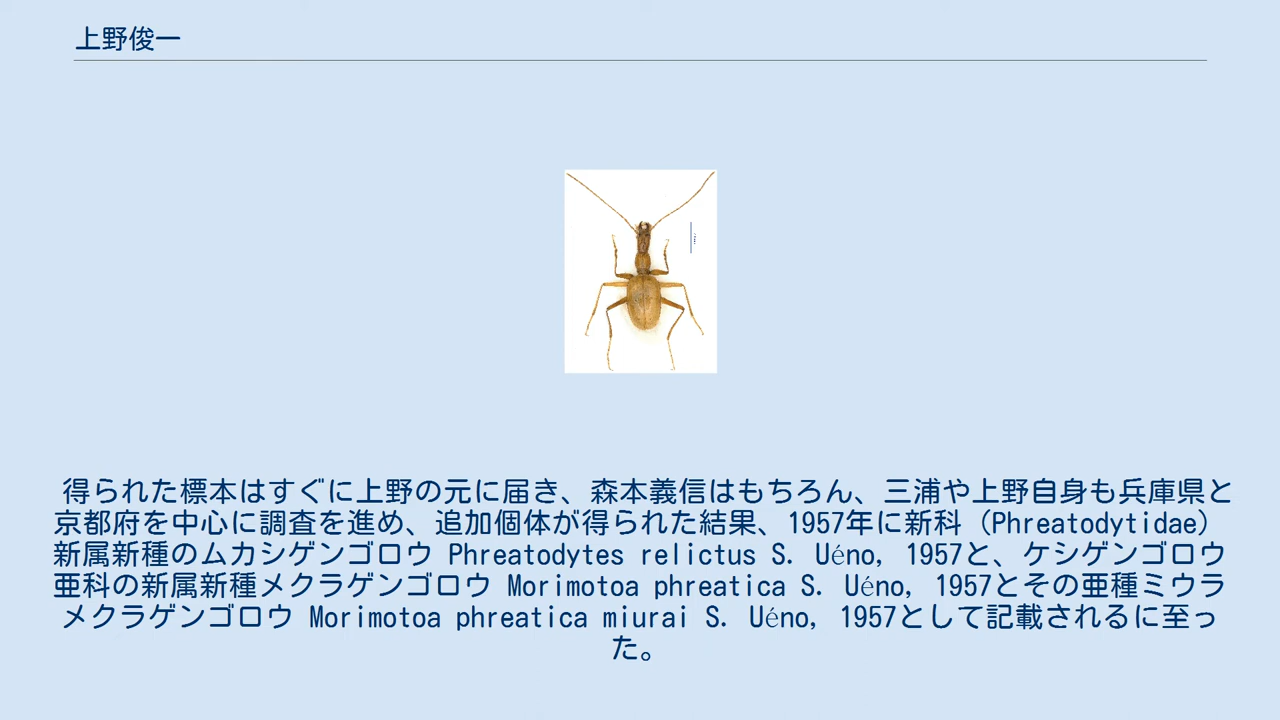 上野俊一
得られた標本はすぐに上野の元に届き、森本義信はもちろん、三浦や上野自身も兵庫県と
京都府を中心に調査を進め、追加個体が得られた結果、1957年に新科（Phreatodytidae）
新属新種のムカシゲンゴロウ Phreatodytes relictus S. Uéno, 1957と、ケシゲンゴロウ
亜科の新属新種メクラゲンゴロウ Morimotoa phreatica S. Uéno, 1957とその亜種ミウラ
メクラゲンゴロウ Morimotoa phreatica miurai S. Uéno, 1957として記載されるに至っ
た。